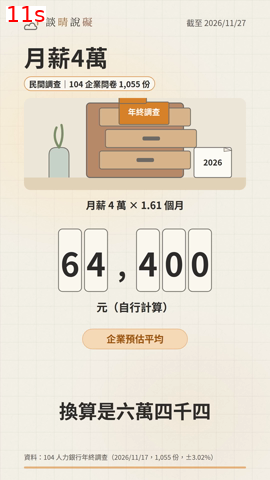 11s
談晴說礙
截至 2026/11/27
月薪4萬
民間調查｜104 企業問卷 1,055 份
年終調查
2026
月薪 4 萬 × 1.61 個月
64,400
元（自行計算）
企業預估平均
換算是六萬四千四
資料：104 人力銀行年終調查（2026/11/17，1,055 份，±3.02%）